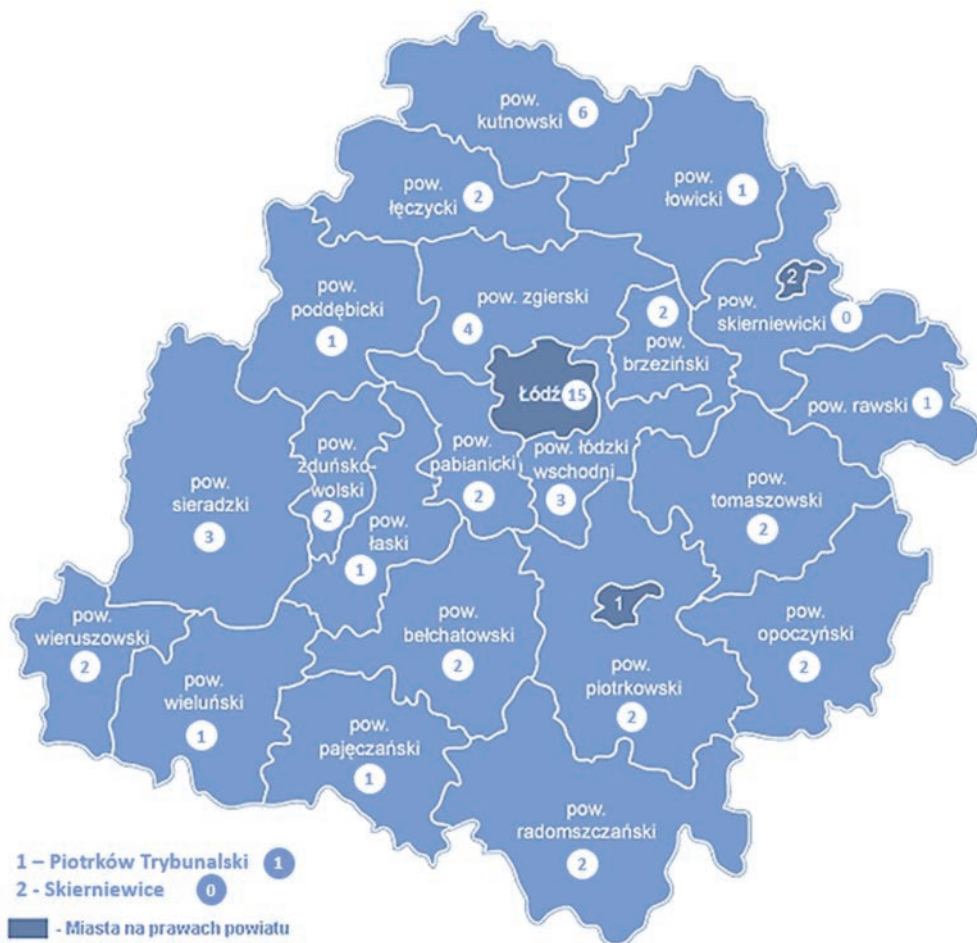 pow.
kutnowski 6
pow.
łęczycki 2
pow.
łowicki 1
pow.
poddębicki
1
pow. zgierski
4
2
pow.
brzeziński
2
pow.
skierniewicki 0
Łódź 15
pow. rawski 1
pow.
sieradzki
3
pow.
zduńsko-
wolski
2
pow.
pabianicki
2
pow. łódzki
wschodni
3
pow.
tomaszowski
2
pow.
łaski
1
pow.
wieruszowski
2
pow.
wieluński
1
pow.
bełchatowski
2
1
pow.
piotrkowski
2
pow.
opoczyński
2
pow.
pajęczański
1
pow.
radomszczański
2
1 – Piotrków Trybunalski 1
2 - Skierniewice 0
- Miasta na prawach powiatu